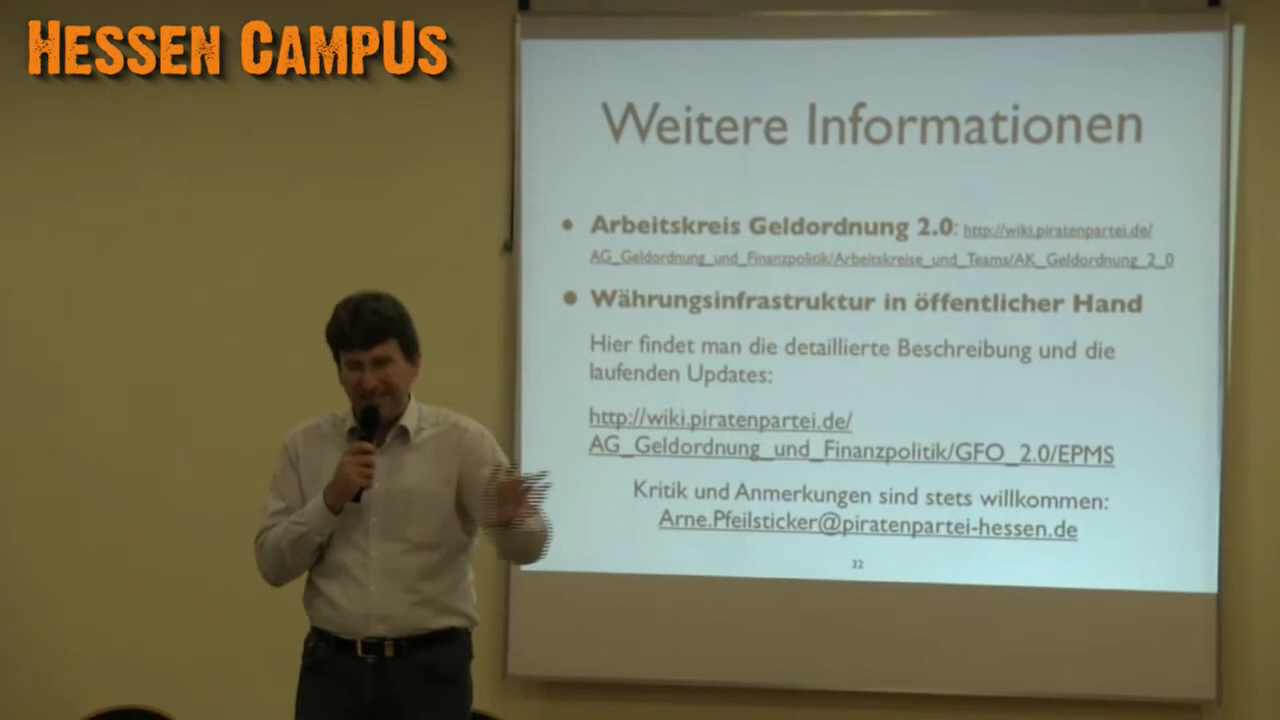 HESSEN CAMPUS
Weitere Informationen
• Arbeitskreis Geldordnung 2.0: http://wiki.piratenpartei.de/
AG_Geldordnung_und_Finanzpolitik/Arbeitskreise_und_Teams/AK_Geldordnung_2_0
• Währungsinfrastruktur in öffentlicher Hand
Hier findet man die detaillierte Beschreibung und die
laufenden Updates:
http://wiki.piratenpartei.de/
AG_Geldordnung_und_Finanzpolitik/GFO_2.0/EPMS
Kritik und Anmerkungen sind stets willkommen:
Arne.Pfeilsticker@piratenpartei-hessen.de
32